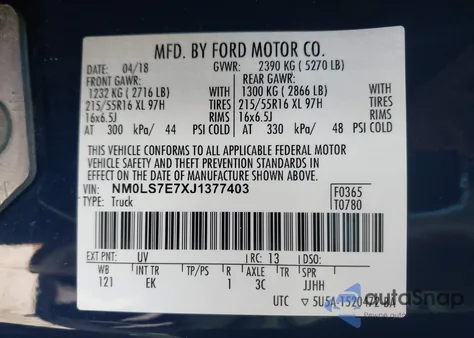 MFD. BY FORD MOTOR CO.
DATE: 04/18 GVWR: 2390 KG ( 5270 LB)
FRONT GAWR: REAR GAWR:
1232 KG ( 2716 LB) WITH 1300 KG ( 2866 LB) WITH
215/55R16 XL 97H TIRES 215/55R16 XL 97H TIRES
16x6.5J RIMS 16x6.5J RIMS
AT 300 kPa/ 44 PSI COLD AT 330 kPa/ 48 PSI COLD
THIS VEHICLE CONFORMS TO ALL APPLICABLE FEDERAL MOTOR
VEHICLE SAFETY AND THEFT PREVENTION STANDARDS IN
EFFECT ON THE DATE OF MANUFACTURE SHOWN ABOVE.
VIN: NM0LS7E7XJ1377403 F0365
TYPE: Truck T0780
EXT PNT: UV RC: 13 DSO:
WB INT TR TP/PS R AXLE TR SPR
121 EK 1 3C JJHH
UTC ▽ 5U5A-1520472-BA
autoSnap
Powered by